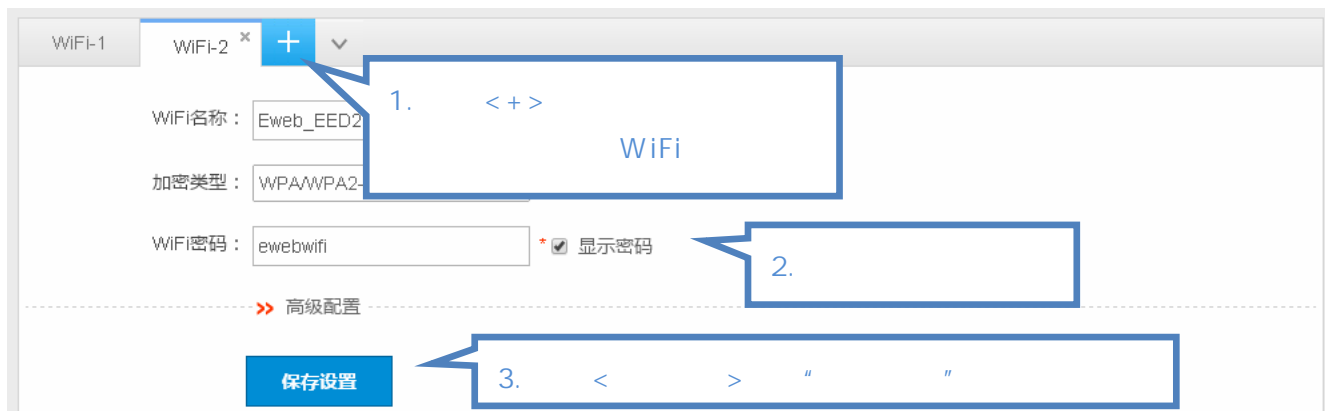 WiFi-1
WiFi-2 × +
1. <+>
WiFi
WiFi名称： Eweb_EED2
加密类型： WPA/WPA2-
WiFi密码： ewebwifi * 显示密码
2.
高级配置
保存设置
3. < > “ ”